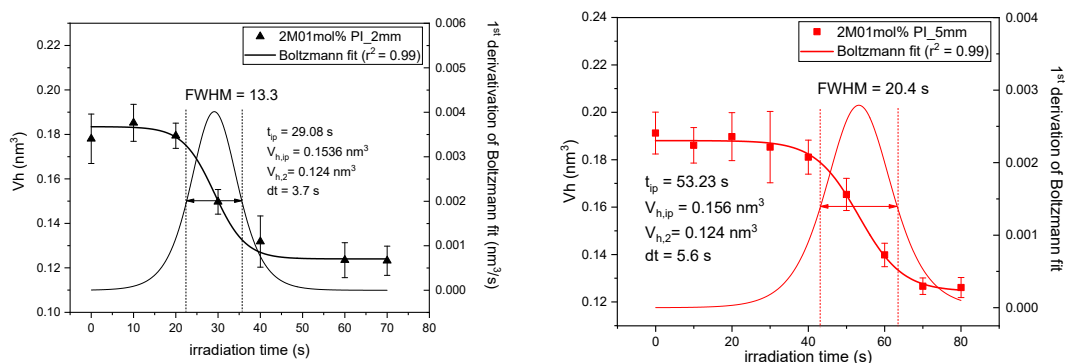 2M01mol% PI_2mm
Boltzmann fit (r² = 0.99)
FWHM = 13.3
t_ip = 29.08 s
V_h,ip = 0.1536 nm³
V_h,2= 0.124 nm³
dt = 3.7 s
Vh (nm³)
0.22
0.20
0.18
0.16
0.14
0.12
0.10
0 10 20 30 40 50 60 70 80
irradiation time (s)
0.006
0.005
0.004
0.003
0.002
0.001
0.000
1st derivation of Boltzmann fit (nm³/s)
2M01mol% PI_5mm
Boltzmann fit (r² = 0.99)
FWHM = 20.4 s
t_ip = 53.23 s
V_h,ip = 0.156 nm³
V_h,2= 0.124 nm³
dt = 5.6 s
Vh (nm³)
0.24
0.22
0.20
0.18
0.16
0.14
0.12
0 20 40 60 80
irradiation time (s)
0.004
0.003
0.002
0.001
0.000
1st derivation of Boltzmann fit